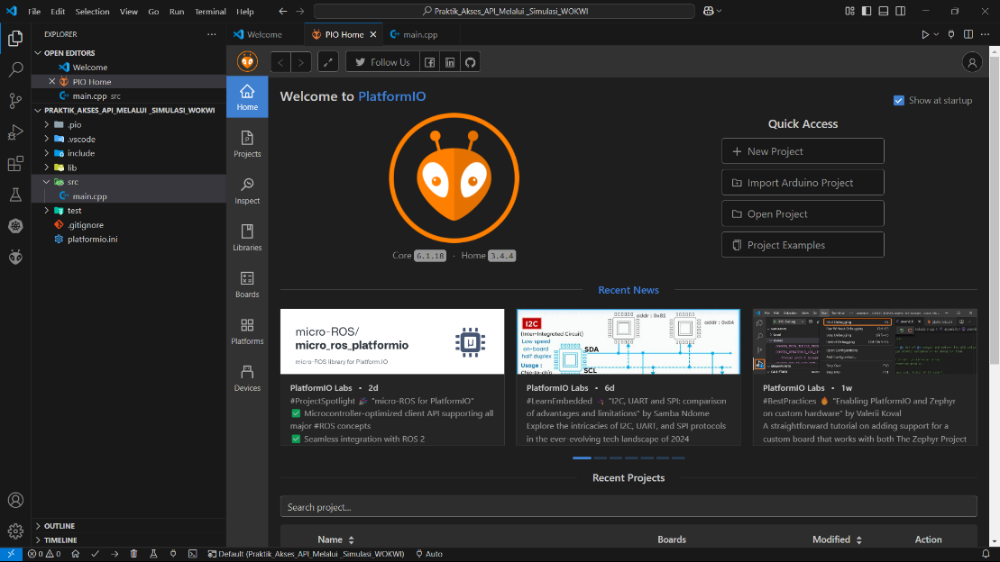 File Edit Selection View Go Run Terminal Help
Praktik_Akses_API_Melalui _Simulasi_WOKWI
EXPLORER
OPEN EDITORS
Welcome
PIO Home
main.cpp src
PRAKTIK_AKSES_API_MELALUI _SIMULASI_WOKWI
.pio
.vscode
include
lib
src
main.cpp
test
.gitignore
platformio.ini
OUTLINE
TIMELINE
Welcome
PIO Home
main.cpp
Follow Us
Home
Projects
Inspect
Libraries
Boards
Platforms
Devices
Welcome to PlatformIO
Show at startup
Core 6.1.18 · Home 3.4.4
Quick Access
New Project
Import Arduino Project
Open Project
Project Examples
Recent News
micro-ROS/
micro_ros_platformio
micro-ROS library for Platform.IO
PlatformIO Labs • 2d
#ProjectSpotlight 🎉 "micro-ROS for PlatformIO"
✅ Microcontroller-optimized client API supporting all
major #ROS concepts
✅ Seamless integration with ROS 2
I2C
(Inter-Integrated Circuit)
Low speed
on-board
half duplex
Usage :
addr : 0xB1
addr : 0x64
SDA
SCL
PlatformIO Labs • 6d
#LearnEmbedded "I2C, UART and SPI: comparison
of advantages and limitations" by Samba Ndome
Explore the intricacies of I2C, UART, and SPI protocols
in the ever-evolving tech landscape of 2024
PlatformIO Labs • 1w
#BestPractices "Enabling PlatformIO and Zephyr
on custom hardware" by Valerii Koval
A straightforward tutorial on adding support for a
custom board that works with both The Zephyr Project
Recent Projects
Search project...
Name Boards Modified Action
0 0 Default (Praktik_Akses_API_Melalui _Simulasi_WOKWI) Auto